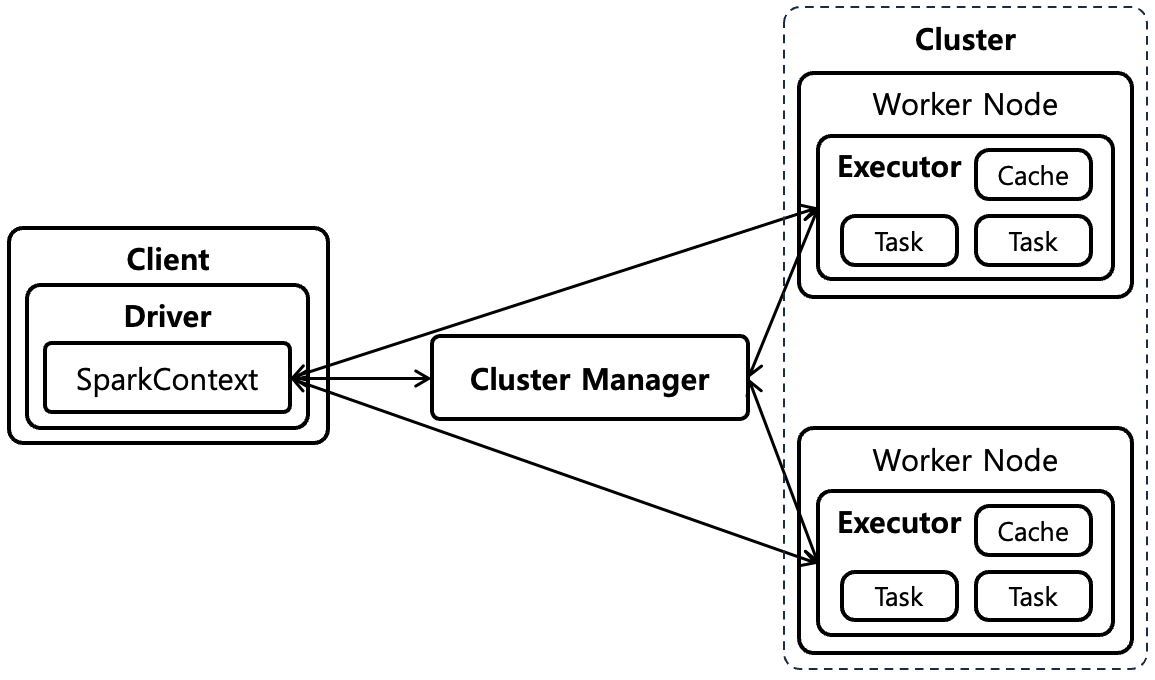 Client
Driver
SparkContext
Cluster Manager
Cluster
Worker Node
Executor
Cache
Task
Task
Worker Node
Executor
Cache
Task
Task